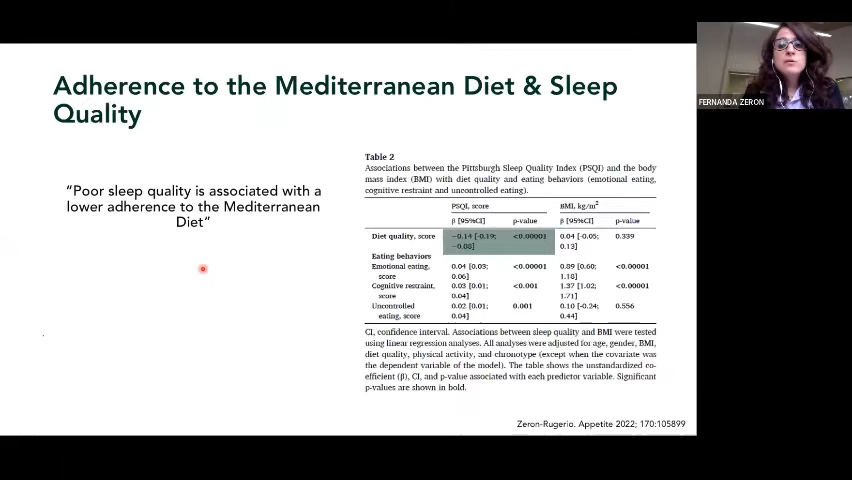 Adherence to the Mediterranean Diet & Sleep
Quality
FERNANDA ZERON
“Poor sleep quality is associated with a
lower adherence to the Mediterranean
Diet”
Table 2
Associations between the Pittsburgh Sleep Quality Index (PSQI) and the body
mass index (BMI) with diet quality and eating behaviors (emotional eating,
cognitive restraint and uncontrolled eating).
PSQI, score BMI, kg/m²
β [95%CI] p-value β [95%CI] p-value
Diet quality, score −0.14 [-0.19; <0.00001 0.04 [-0.05; 0.339
−0.08] 0.13]
Eating behaviors
Emotional eating, 0.04 [0.03; <0.00001 0.89 [0.60; <0.00001
score 0.06] 1.18]
Cognitive restraint, 0.03 [0.01; <0.001 1.37 [1.02; <0.00001
score 0.04] 1.71]
Uncontrolled 0.02 [0.01; 0.001 0.10 [-0.24; 0.556
eating, score 0.04] 0.44]
CI, confidence interval. Associations between sleep quality and BMI were tested
using linear regression analyses. All analyses were adjusted for age, gender, BMI,
diet quality, physical activity, and chronotype (except when the covariate was
the dependent variable of the model). The table shows the unstandardized co-
efficient (β), CI, and p-value associated with each predictor variable. Significant
p-values are shown in bold.
Zeron-Rugerio. Appetite 2022; 170:105899